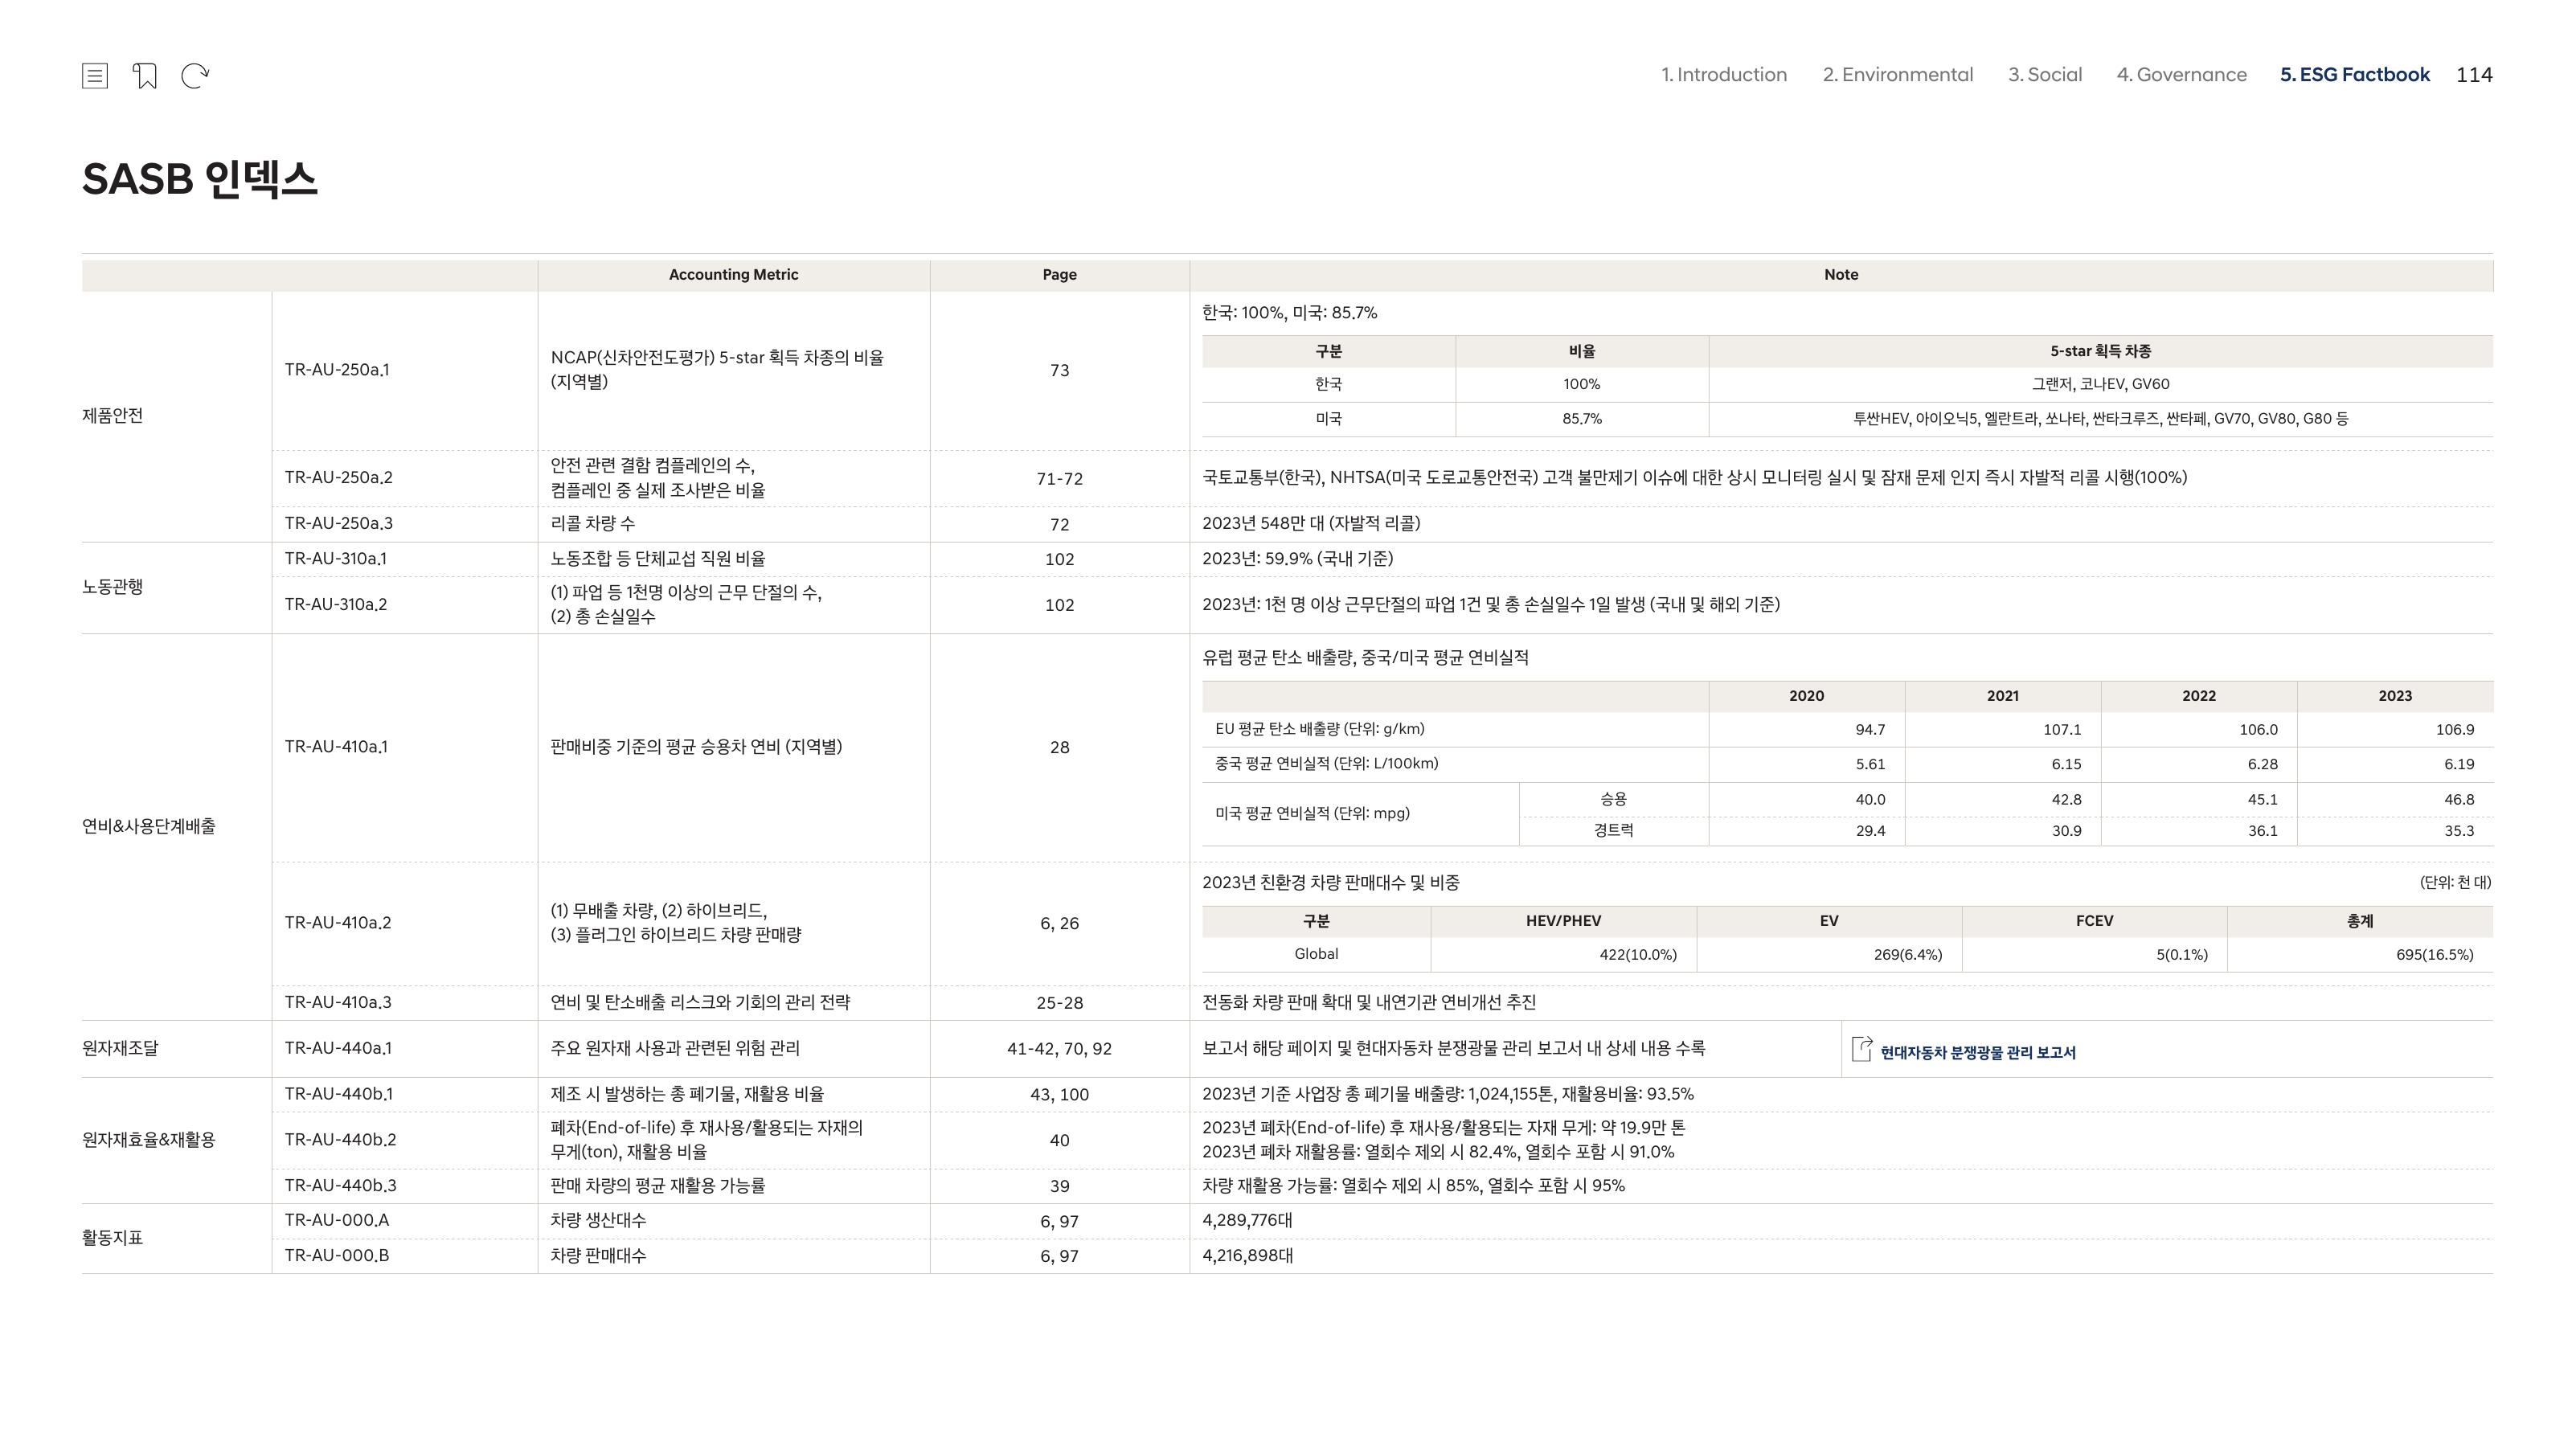 1. Introduction 2. Environmental 3. Social 4. Governance 5. ESG Factbook 114
SASB 인덱스
Accounting Metric Page Note
제품안전
TR-AU-250a.1
NCAP(신차안전도평가) 5-star 획득 차종의 비율
(지역별)
73
한국: 100%, 미국: 85.7%
구분 비율 5-star 획득 차종
한국 100% 그랜저, 코나EV, GV60
미국 85.7% 투싼HEV, 아이오닉5, 엘란트라, 쏘나타, 싼타크루즈, 싼타페, GV70, GV80, G80 등
TR-AU-250a.2
안전 관련 결함 컴플레인의 수,
컴플레인 중 실제 조사받은 비율
71-72
국토교통부(한국), NHTSA(미국 도로교통안전국) 고객 불만제기 이슈에 대한 상시 모니터링 실시 및 잠재 문제 인지 즉시 자발적 리콜 시행(100%)
TR-AU-250a.3 리콜 차량 수 72 2023년 548만 대 (자발적 리콜)
노동관행
TR-AU-310a.1 노동조합 등 단체교섭 직원 비율 102 2023년: 59.9% (국내 기준)
TR-AU-310a.2
(1) 파업 등 1천명 이상의 근무 단절의 수,
(2) 총 손실일수
102
2023년: 1천 명 이상 근무단절의 파업 1건 및 총 손실일수 1일 발생 (국내 및 해외 기준)
연비&사용단계배출
TR-AU-410a.1
판매비중 기준의 평균 승용차 연비 (지역별)
28
유럽 평균 탄소 배출량, 중국/미국 평균 연비실적
2020 2021 2022 2023
EU 평균 탄소 배출량 (단위: g/km) 94.7 107.1 106.0 106.9
중국 평균 연비실적 (단위: L/100km) 5.61 6.15 6.28 6.19
미국 평균 연비실적 (단위: mpg)
승용 40.0 42.8 45.1 46.8
경트럭 29.4 30.9 36.1 35.3
TR-AU-410a.2
(1) 무배출 차량, (2) 하이브리드,
(3) 플러그인 하이브리드 차량 판매량
6, 26
2023년 친환경 차량 판매대수 및 비중 (단위: 천 대)
구분 HEV/PHEV EV FCEV 총계
Global 422(10.0%) 269(6.4%) 5(0.1%) 695(16.5%)
TR-AU-410a.3 연비 및 탄소배출 리스크와 기회의 관리 전략 25-28 전동화 차량 판매 확대 및 내연기관 연비개선 추진
원자재조달
TR-AU-440a.1 주요 원자재 사용과 관련된 위험 관리 41-42, 70, 92 보고서 해당 페이지 및 현대자동차 분쟁광물 관리 보고서 내 상세 내용 수록 현대자동차 분쟁광물 관리 보고서
원자재효율&재활용
TR-AU-440b.1 제조 시 발생하는 총 폐기물, 재활용 비율 43, 100 2023년 기준 사업장 총 폐기물 배출량: 1,024,155톤, 재활용비율: 93.5%
TR-AU-440b.2
폐차(End-of-life) 후 재사용/활용되는 자재의
무게(ton), 재활용 비율
40
2023년 폐차(End-of-life) 후 재사용/활용되는 자재 무게: 약 19.9만 톤
2023년 폐차 재활용률: 열회수 제외 시 82.4%, 열회수 포함 시 91.0%
TR-AU-440b.3 판매 차량의 평균 재활용 가능률 39 차량 재활용 가능률: 열회수 제외 시 85%, 열회수 포함 시 95%
활동지표
TR-AU-000.A 차량 생산대수 6, 97 4,289,776대
TR-AU-000.B 차량 판매대수 6, 97 4,216,898대